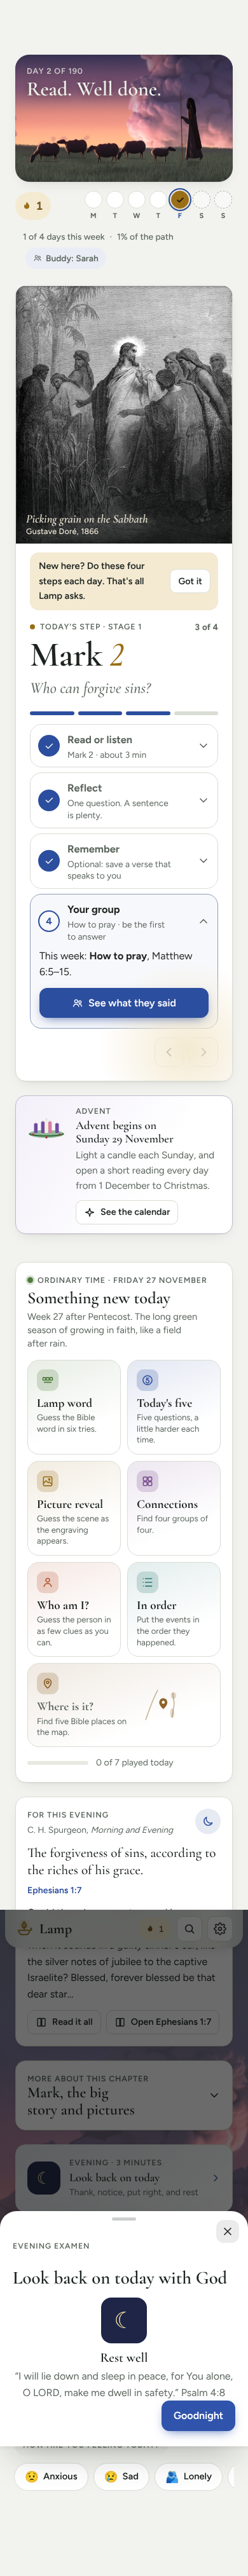 DAY 2 OF 190
Read. Well done.
1
M T W T F S S
1 of 4 days this week · 1% of the path
Buddy: Sarah
Picking grain on the Sabbath
Gustave Doré, 1866
New here? Do these four
steps each day. That's all
Lamp asks.
Got it
TODAY'S STEP · STAGE 1
3 of 4
Mark 2
Who can forgive sins?
Read or listen
Mark 2 · about 3 min
Reflect
One question. A sentence
is plenty.
Remember
Optional: save a verse that
speaks to you
4
Your group
How to pray · be the first
to answer
This week: How to pray, Matthew
6:5–15.
See what they said
ADVENT
Advent begins on
Sunday 29 November
Light a candle each Sunday, and
open a short reading every day
from 1 December to Christmas.
See the calendar
ORDINARY TIME · FRIDAY 27 NOVEMBER
Something new today
Week 27 after Pentecost. The long green
season of growing in faith, like a field
after rain.
Lamp word
Guess the Bible
word in six tries.
Today's five
Five questions, a
little harder each
time.
Picture reveal
Guess the scene as
the engraving
appears.
Connections
Find four groups of
four.
Who am I?
Guess the person in
as few clues as you
can.
In order
Put the events in
the order they
happened.
Where is it?
Find five Bible places on
the map.
0 of 7 played today
FOR THIS EVENING
C. H. Spurgeon, Morning and Evening
The forgiveness of sins, according to
the riches of his grace.
Ephesians 1:7
Lamp
1
the silver notes of jubilee to the captive
Israelite? Blessed, forever blessed be that
dear star…
Read it all
Open Ephesians 1:7
MORE ABOUT THIS CHAPTER
Mark, the big
story and pictures
EVENING · 3 MINUTES
Look back on today
Thank, notice, put right, and rest
EVENING EXAMEN
Look back on today with God
Rest well
“I will lie down and sleep in peace, for You alone,
O LORD, make me dwell in safety.” Psalm 4:8
Goodnight
Anxious
Sad
Lonely